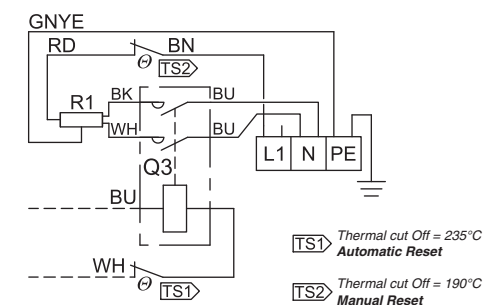 GNYE
RD
BN
Θ
TS2
BK
BU
R1
WH
BU
L1 N PE
Q3
BU
TS1 Thermal cut Off = 235°C
Automatic Reset
WH
Θ
TS1
TS2 Thermal cut Off = 190°C
Manual Reset